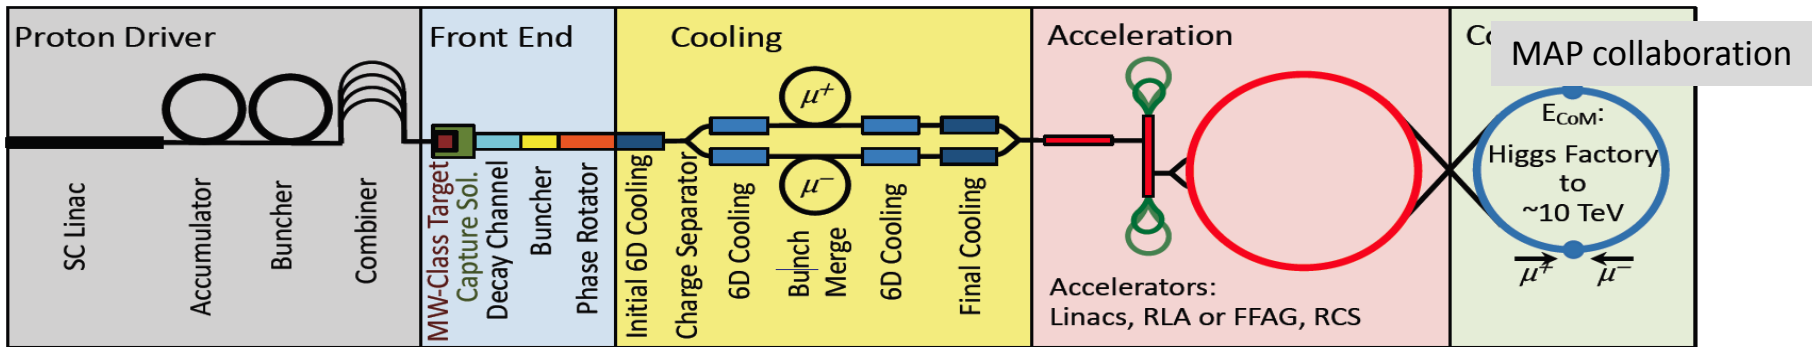 Proton Driver
Front End
Cooling
Acceleration
MAP collaboration
SC Linac
Accumulator
Buncher
Combiner
MW-Class Target
Capture Sol.
Decay Channel
Buncher
Phase Rotator
Initial 6D Cooling
Charge Separator
6D Cooling
μ+
μ−
Bunch
Merge
6D Cooling
Final Cooling
Accelerators:
Linacs, RLA or FFAG, RCS
ECoM:
Higgs Factory
to
~10 TeV
μ+
μ−